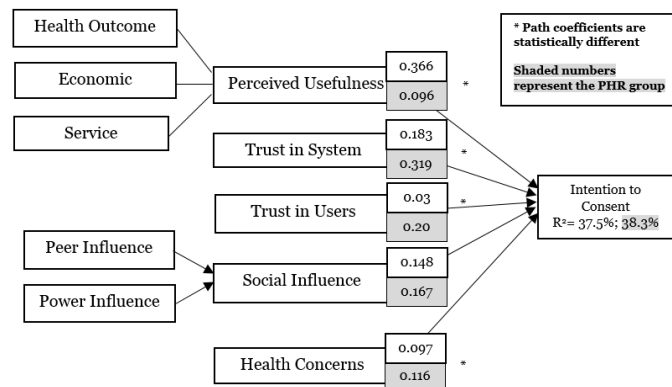 Health Outcome
Economic
Service
Peer Influence
Power Influence
Perceived Usefulness
0.366
0.096
*
Trust in System
0.183
0.319
*
Trust in Users
0.03
0.20
*
Social Influence
0.148
0.167
Health Concerns
0.097
0.116
*
* Path coefficients are
statistically different
Shaded numbers
represent the PHR group
Intention to
Consent
R²= 37.5%; 38.3%